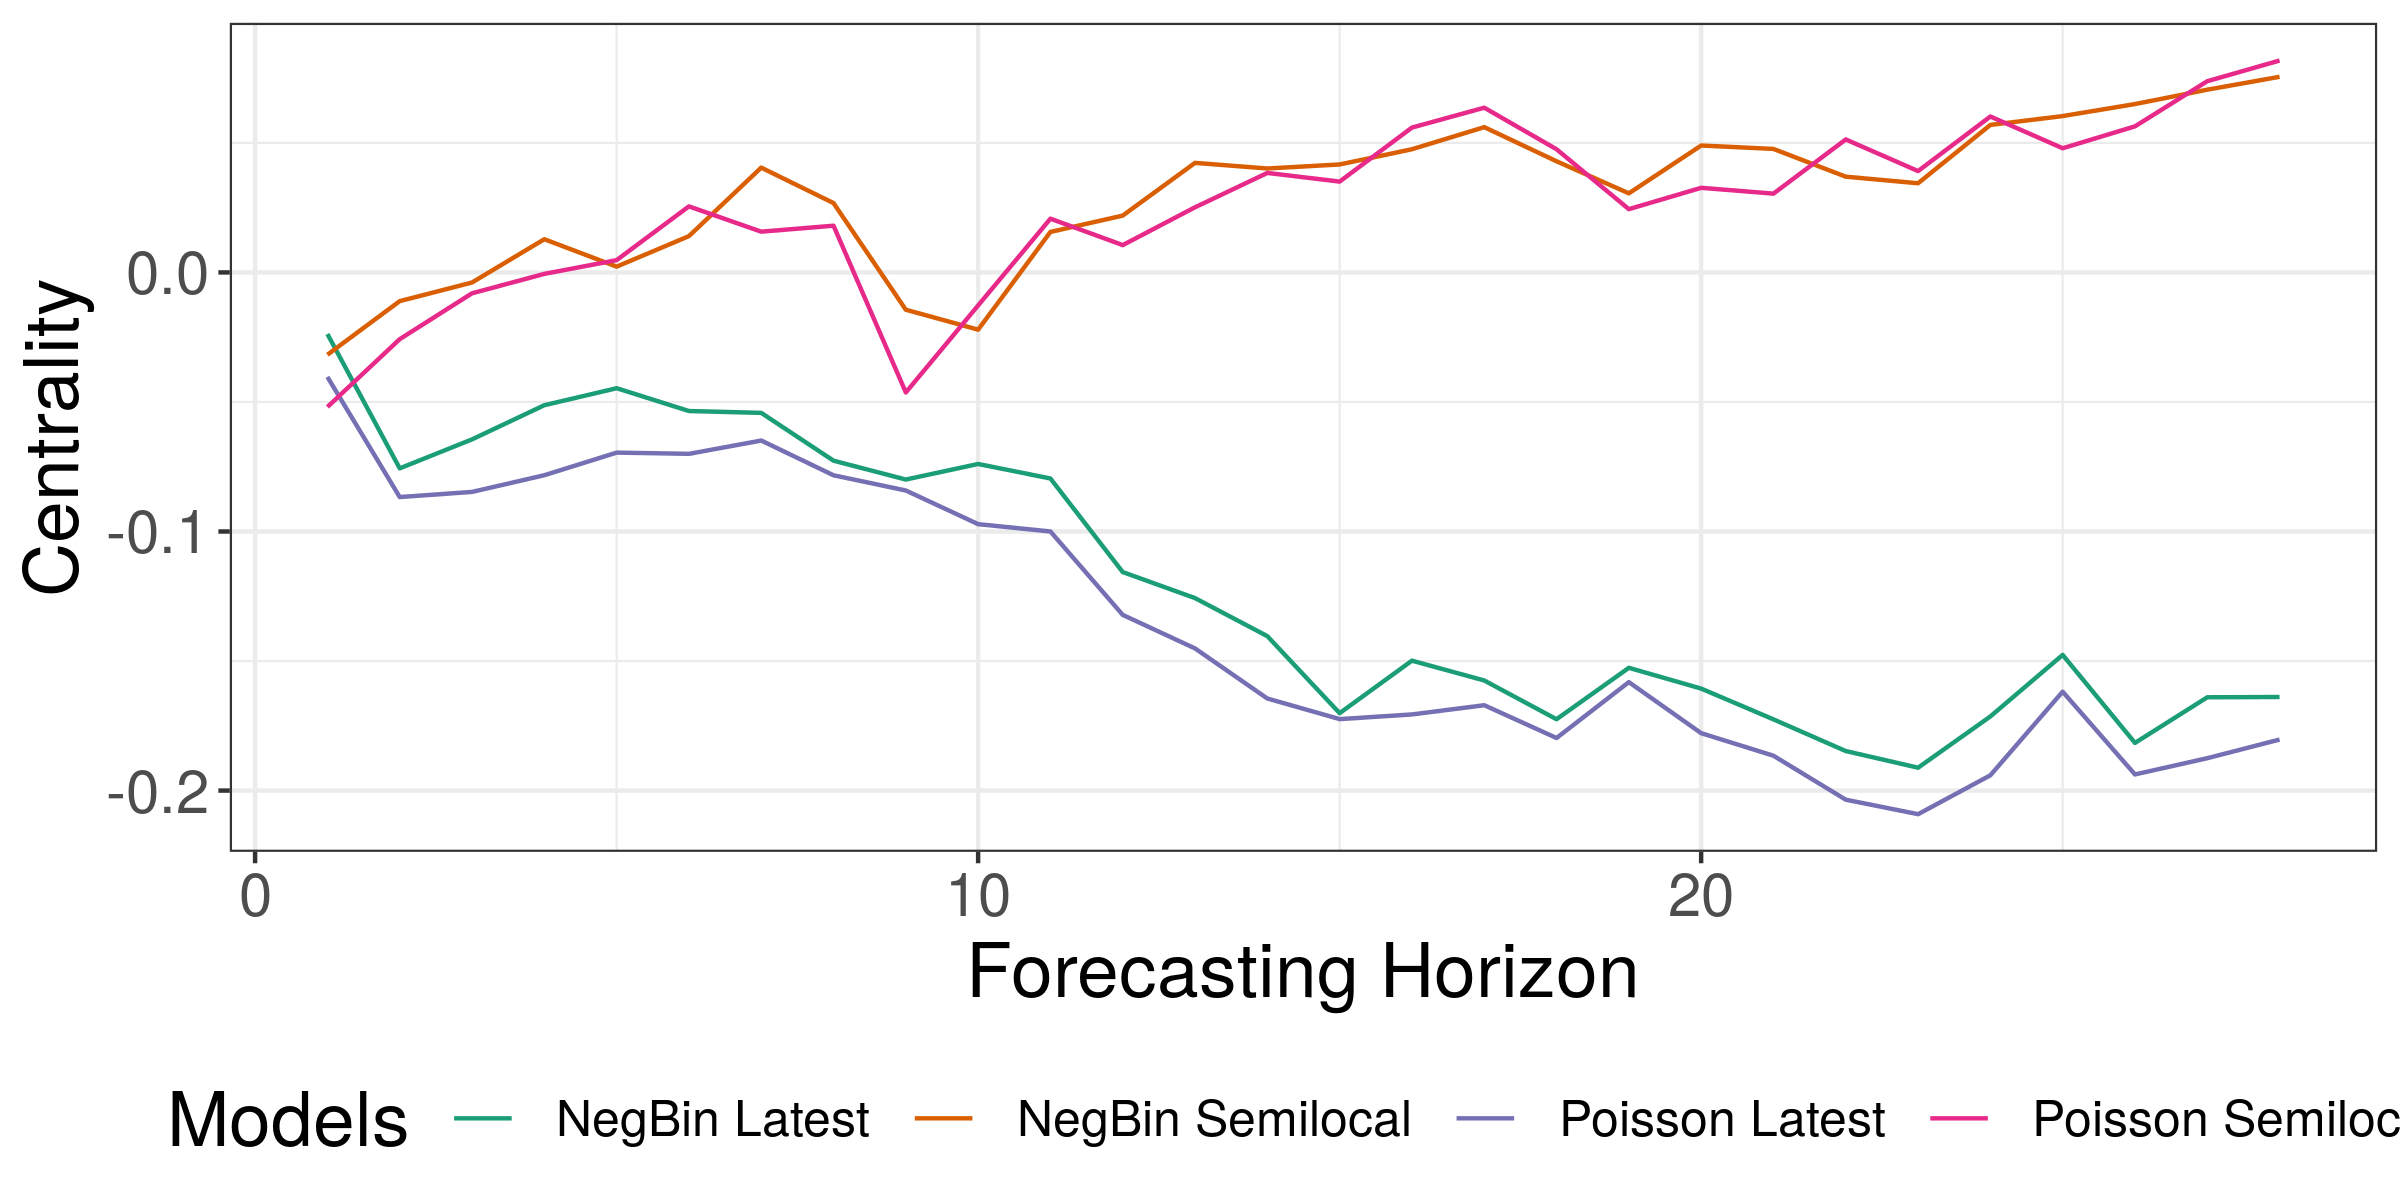 Centrality
0.0
-0.1
-0.2
0 10 20
Forecasting Horizon
Models NegBin Latest NegBin Semilocal Poisson Latest Poisson Semiloc